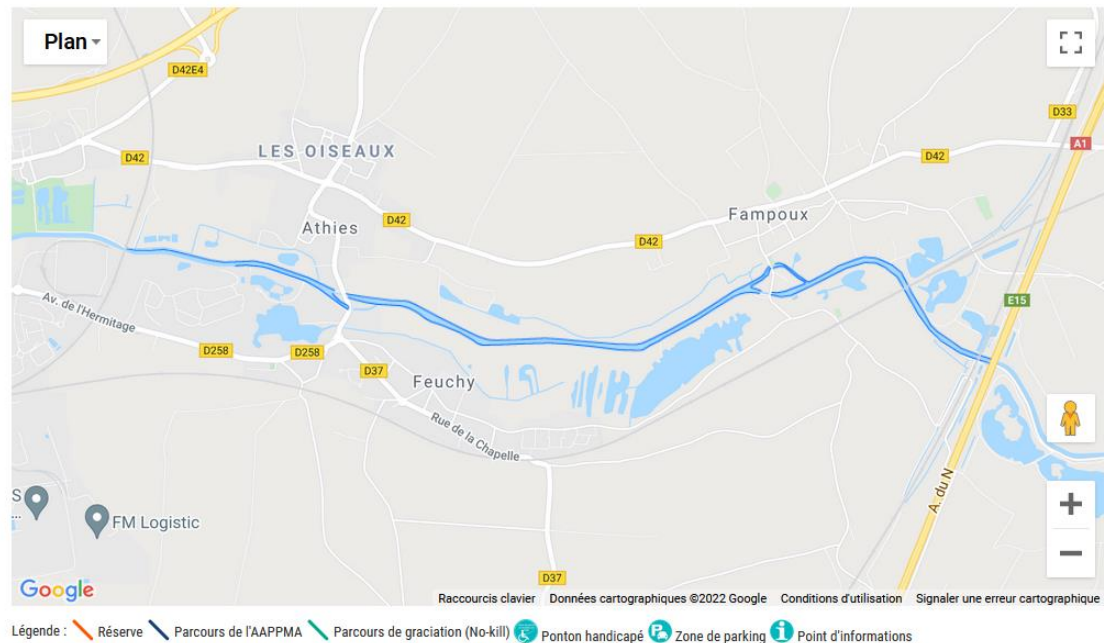 Plan
D42E4
D33
A1
D42
D42
LES OISEAUX
D42
Fampoux
Athies
D42
E15
Av. de l'Hermitage
D258
D258
D37
Feuchy
Rue de la Chapelle
S
...
FM Logistic
A. du N
D37
Google
Raccourcis clavier Données cartographiques ©2022 Google Conditions d'utilisation Signaler une erreur cartographique
Légende : Réserve Parcours de l'AAPPMA Parcours de graciation (No-kill) Ponton handicapé Zone de parking Point d'informations